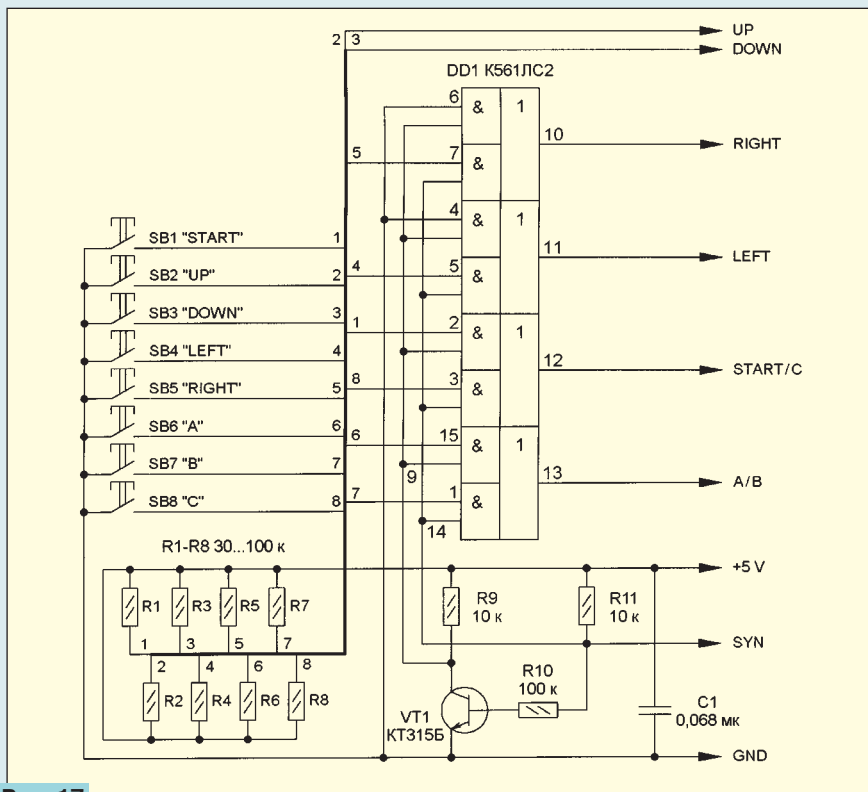 UP
2 3
DOWN
DD1 К561ЛС2
6
& 1
10
RIGHT
5
7
&
4
& 1
SB1 "START" 1
11
LEFT
SB2 "UP" 2
4
5
&
SB3 "DOWN" 3
1
2
& 1
SB4 "LEFT" 4
12
START/C
SB5 "RIGHT" 5
8
3
&
SB6 "A" 6
6
15
& 1
SB7 "B" 7
9
13
A/B
SB8 "C" 8
7
1
&
14
R1-R8 30...100 к
+5 V
R1 R3 R5 R7
R9
10 к
R11
10 к
1 3 5 7
SYN
2 4 6 8
R2 R4 R6 R8
R10
100 к
VT1
КТ315Б
C1
0,068 мк
GND